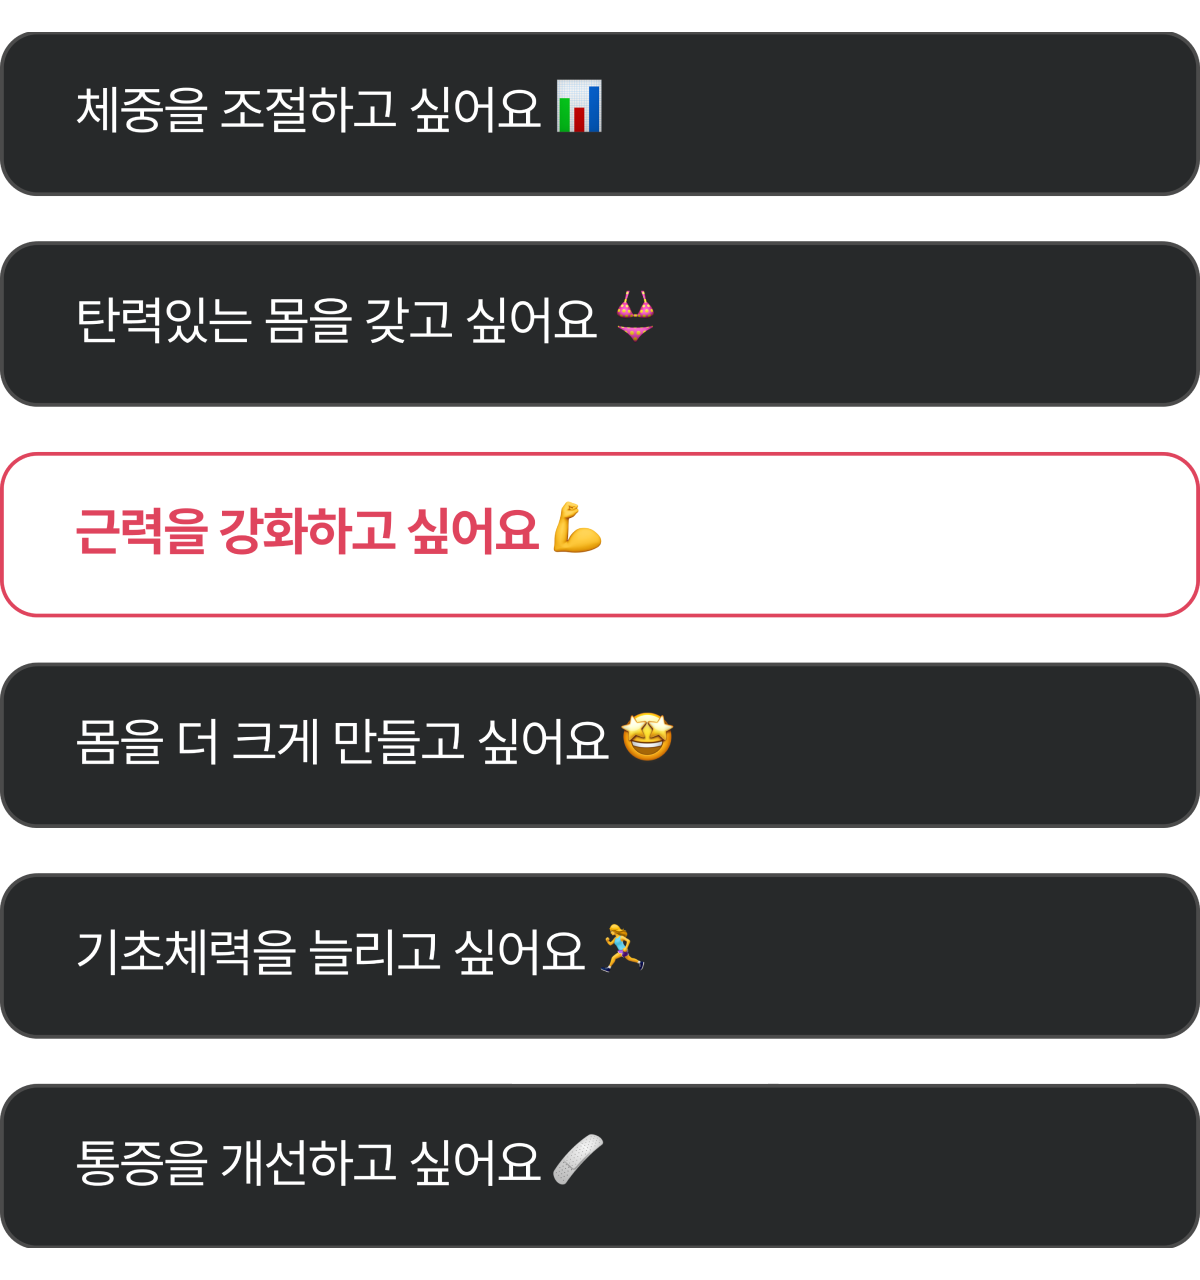 체중을 조절하고 싶어요 📊
탄력있는 몸을 갖고 싶어요 👙
근력을 강화하고 싶어요 💪
몸을 더 크게 만들고 싶어요 🤩
기초체력을 늘리고 싶어요 🏃‍♀️
통증을 개선하고 싶어요 🩹